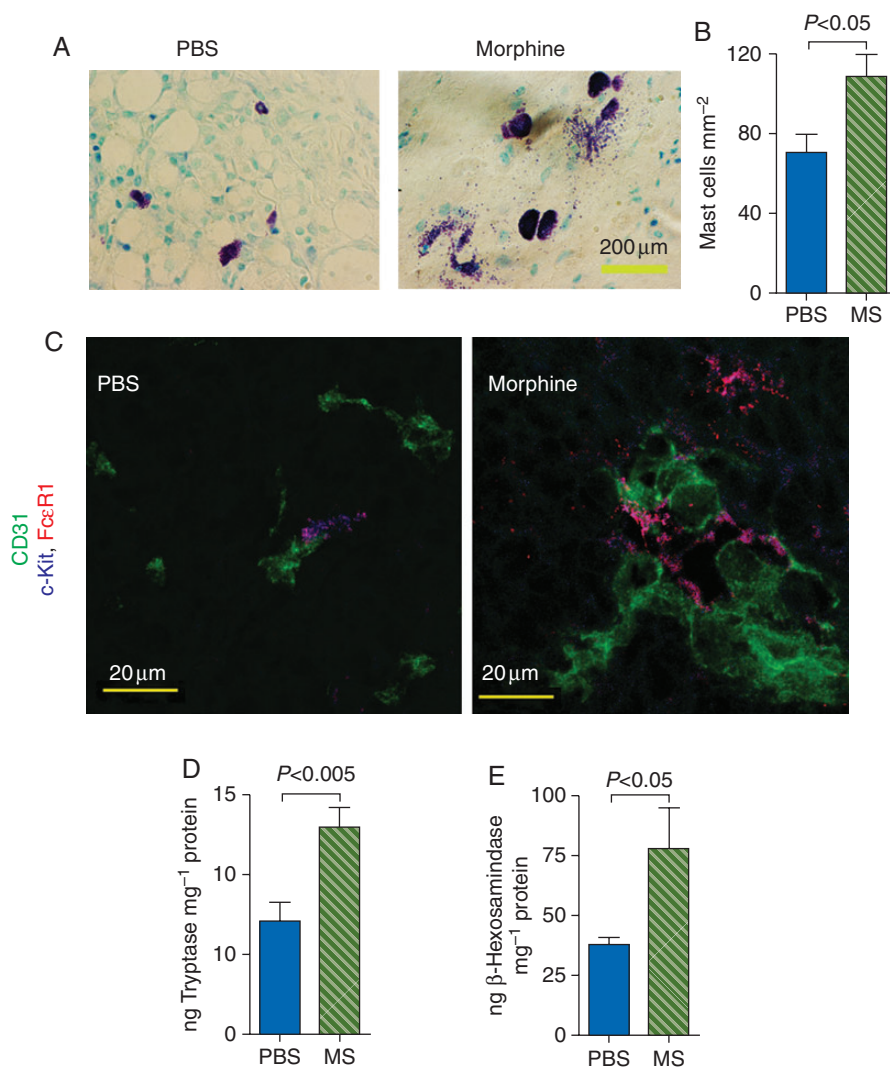 A
PBS
Morphine
200 µm
B
P<0.05
Mast cells mm−2
120
80
40
0
PBS
MS
C
CD31
c-Kit, FcεR1
PBS
20 µm
Morphine
20 µm
D
P<0.005
ng Tryptase mg−1 protein
15
10
10
0
PBS
MS
E
P<0.05
ng β-Hexosamindase
mg−1 protein
100
75
50
25
0
PBS
MS